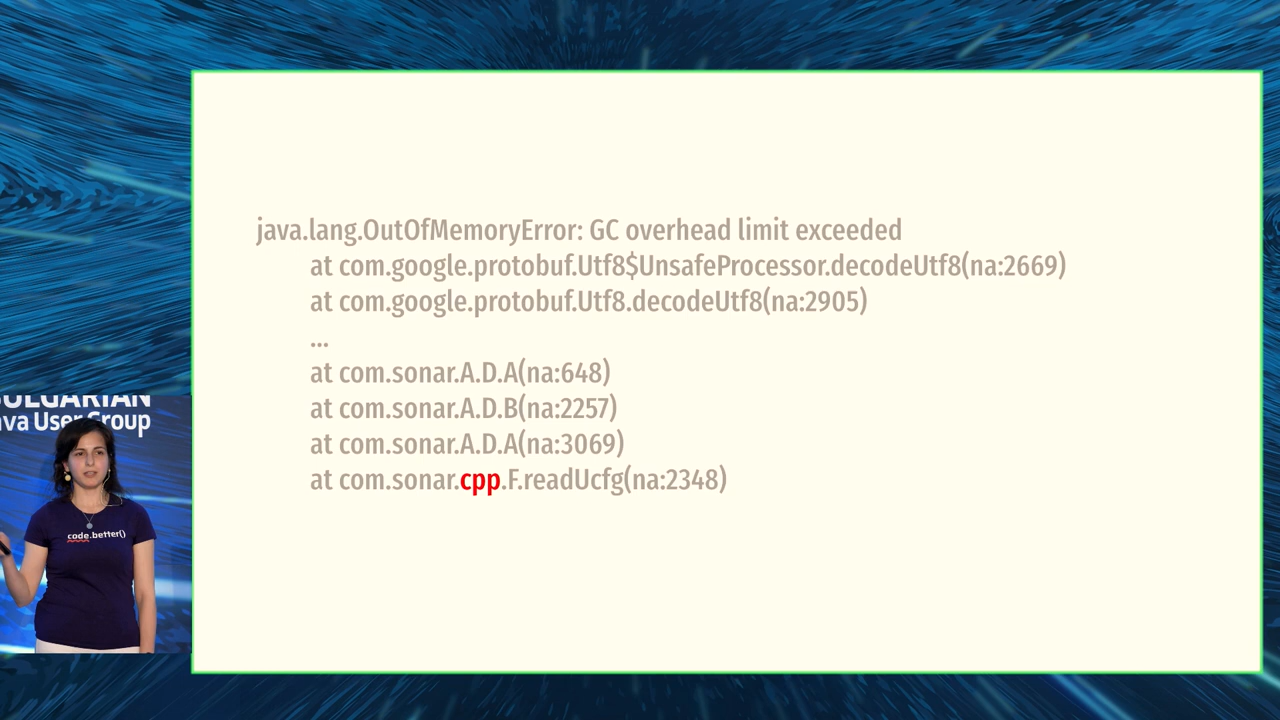 java.lang.OutOfMemoryError: GC overhead limit exceeded
at com.google.protobuf.Utf8$UnsafeProcessor.decodeUtf8(na:2669)
at com.google.protobuf.Utf8.decodeUtf8(na:2905)
...
at com.sonar.A.D.A(na:648)
at com.sonar.A.D.B(na:2257)
at com.sonar.A.D.A(na:3069)
at com.sonar.cpp.F.readUcfg(na:2348)
BULGARIAN
ava User Group
code.better()